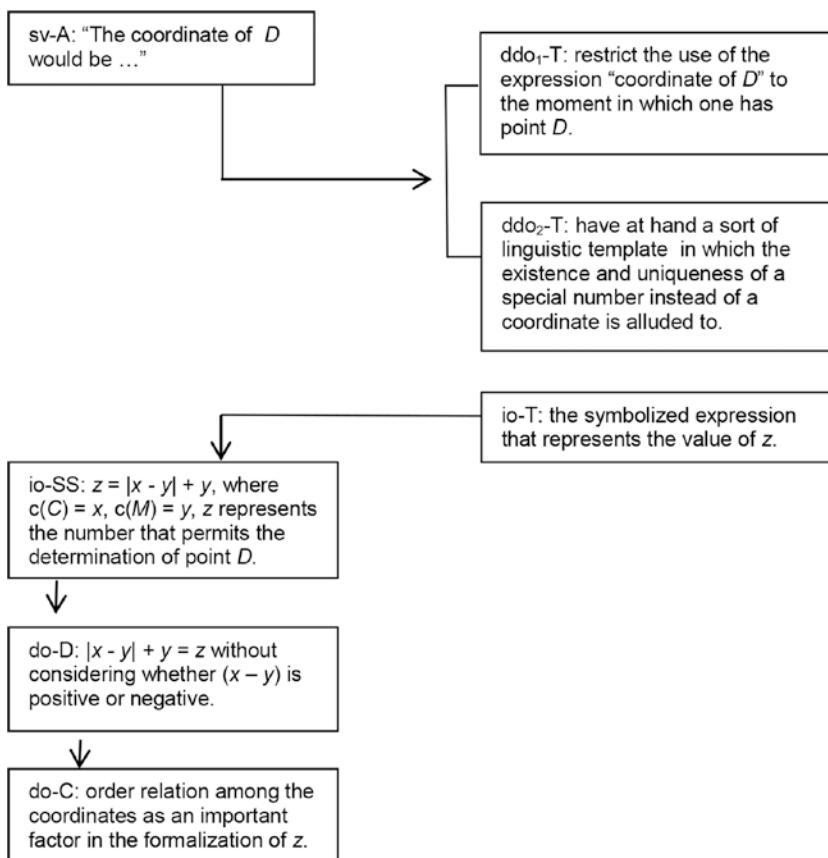 sv-A: “The coordinate of D
would be …”
ddo₁-T: restrict the use of the
expression “coordinate of D” to
the moment in which one has
point D.
ddo₂-T: have at hand a sort of
linguistic template in which the
existence and uniqueness of a
special number instead of a
coordinate is alluded to.
io-T: the symbolized expression
that represents the value of z.
io-SS: z = |x - y| + y, where
c(C) = x, c(M) = y, z represents
the number that permits the
determination of point D.
do-D: |x - y| + y = z without
considering whether (x – y) is
positive or negative.
do-C: order relation among the
coordinates as an important
factor in the formalization of z.